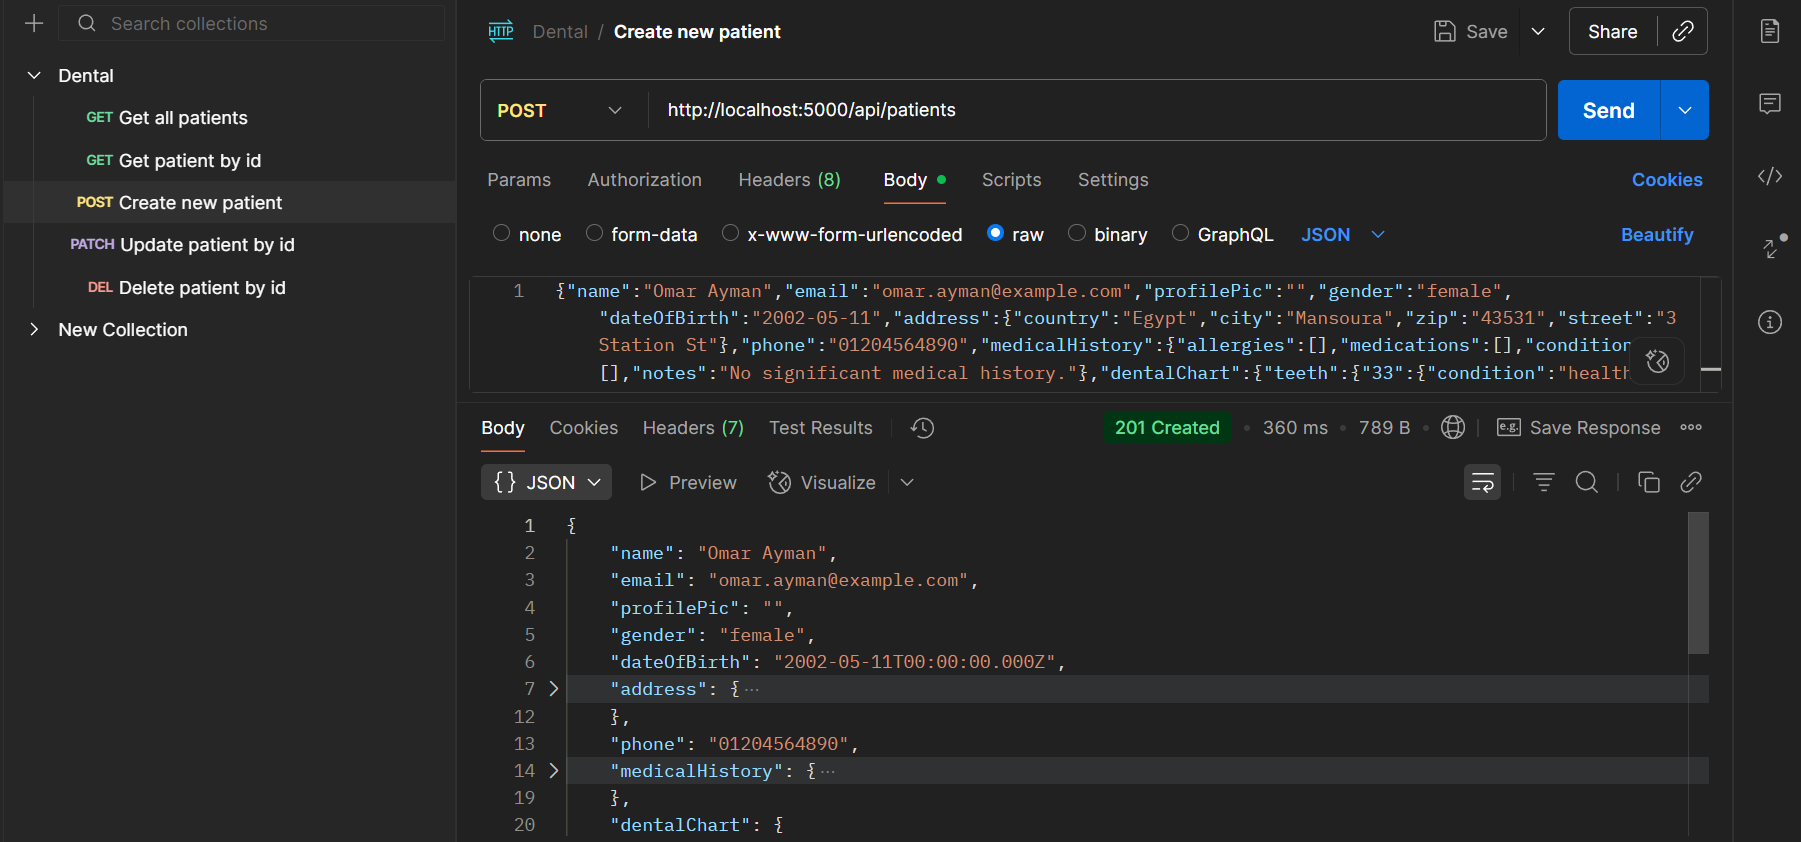 Search collections
Dental
GET Get all patients
GET Get patient by id
POST Create new patient
PATCH Update patient by id
DEL Delete patient by id
New Collection
HTTP Dental / Create new patient
Save
Share
POST
http://localhost:5000/api/patients
Send
Params Authorization Headers (8) Body Scripts Settings Cookies
none form-data x-www-form-urlencoded raw binary GraphQL JSON Beautify
1 {"name":"Omar Ayman","email":"omar.ayman@example.com","profilePic":"","gender":"female",
"dateOfBirth":"2002-05-11","address":{"country":"Egypt","city":"Mansoura","zip":"43531","street":"3
Station St"},"phone":"01204564890","medicalHistory":{"allergies":[],"medications":[],"condition
[],"notes":"No significant medical history."},"dentalChart":{"teeth":{"33":{"condition":"health
Body Cookies Headers (7) Test Results 201 Created • 360 ms • 789 B • e.g. Save Response
{} JSON Preview Visualize
1 {
2 "name": "Omar Ayman",
3 "email": "omar.ayman@example.com",
4 "profilePic": "",
5 "gender": "female",
6 "dateOfBirth": "2002-05-11T00:00:00.000Z",
7 "address": { ···
12 },
13 "phone": "01204564890",
14 "medicalHistory": { ···
19 },
20 "dentalChart": {